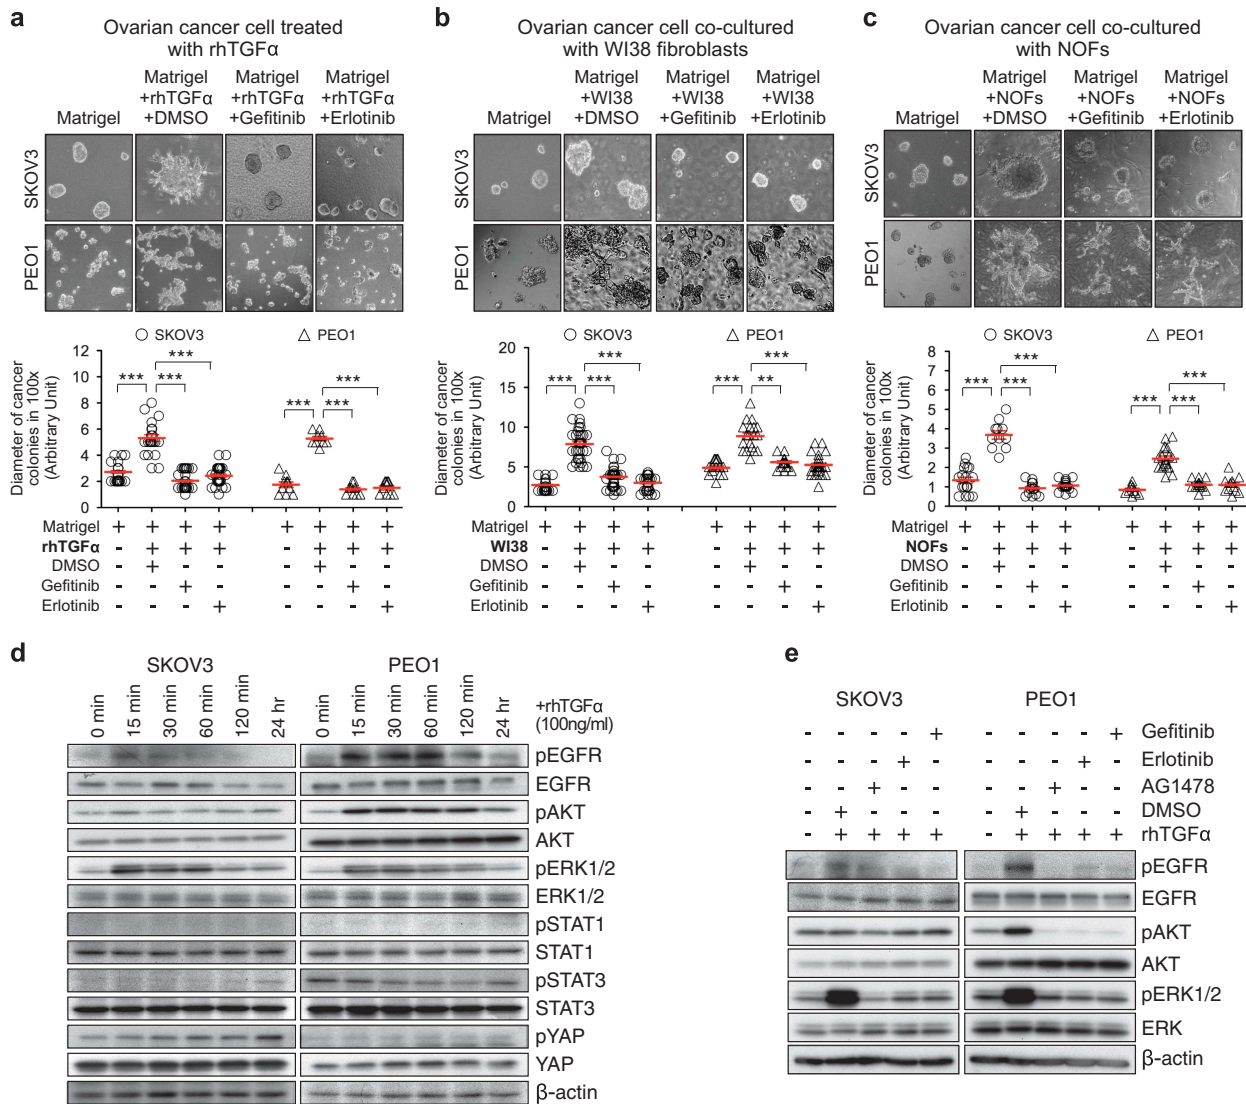 a
Ovarian cancer cell treated
with rhTGFα
Matrigel
Matrigel
+rhTGFα
+DMSO
Matrigel
+rhTGFα
+Gefitinib
Matrigel
+rhTGFα
+Erlotinib
SKOV3
PEO1
SKOV3
PEO1
Diameter of cancer
colonies in 100x
(Arbitrary Unit)
12
10
8
6
4
2
0
*** *** ***
*** *** ***
Matrigel + + + + + + + +
rhTGFα - + + + - + + +
DMSO - + - - - + - -
Gefitinib - - + - - - + -
Erlotinib - - - + - - - +
b
Ovarian cancer cell co-cultured
with WI38 fibroblasts
Matrigel
Matrigel
+WI38
+DMSO
Matrigel
+WI38
+Gefitinib
Matrigel
+WI38
+Erlotinib
SKOV3
PEO1
SKOV3
PEO1
Diameter of cancer
colonies in 100x
(Arbitrary Unit)
20
15
10
5
0
*** *** ***
*** ** ***
Matrigel + + + + + + + +
WI38 - + + + - + + +
DMSO - + - - - + - -
Gefitinib - - + - - - + -
Erlotinib - - - + - - - +
c
Ovarian cancer cell co-cultured
with NOFs
Matrigel
Matrigel
+NOFs
+DMSO
Matrigel
+NOFs
+Gefitinib
Matrigel
+NOFs
+Erlotinib
SKOV3
PEO1
SKOV3
PEO1
Diameter of cancer
colonies in 100x
(Arbitrary Unit)
8
7
6
5
4
3
2
1
0
*** *** ***
*** *** ***
Matrigel + + + + + + + +
NOFs - + + + - + + +
DMSO - + - - - + - -
Gefitinib - - + - - - + -
Erlotinib - - - + - - - +
d
SKOV3
PEO1
0 min 15 min 30 min 60 min 120 min 24 hr
0 min 15 min 30 min 60 min 120 min 24 hr
+rhTGFα
(100ng/ml)
pEGFR
EGFR
pAKT
AKT
pERK1/2
ERK1/2
pSTAT1
STAT1
pSTAT3
STAT3
pYAP
YAP
β-actin
e
SKOV3
PEO1
- - - - + - - - - + Gefitinib
- - - + - - - - + - Erlotinib
- - + - - - - + - - AG1478
- + - - - - + - - - DMSO
- + + + + - + + + + rhTGFα
pEGFR
EGFR
pAKT
AKT
pERK1/2
ERK
β-actin